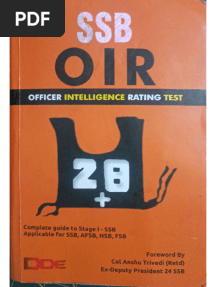 PDF
SSB
OIR
OFFICER INTELLIGENCE RATING TEST
28
+
Complete guide to Stage I - SSB
Applicable for SSB, AFSB, NSB, FSB
DDE
Foreword By
Col Anshu Trivedi (Retd)
Ex-Deputy President 24 SSB